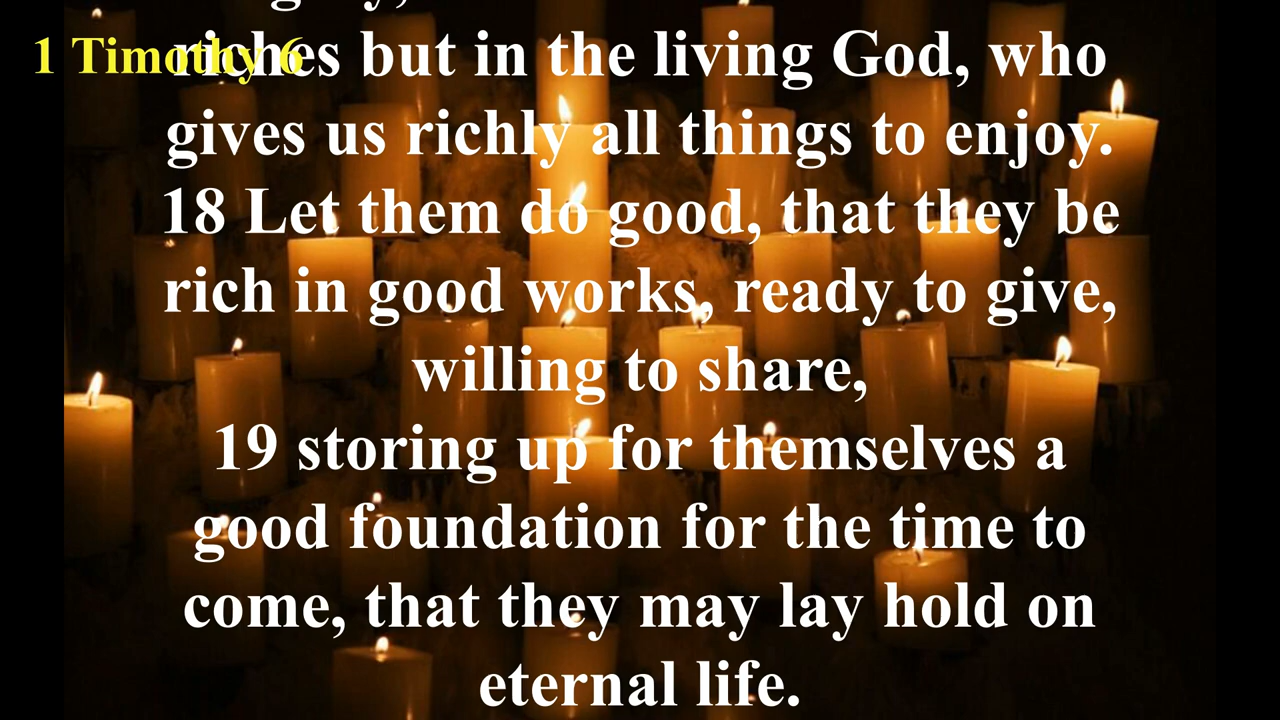 1 Timothy 6
riches but in the living God, who
gives us richly all things to enjoy.
18 Let them do good, that they be
rich in good works, ready to give,
willing to share,
19 storing up for themselves a
good foundation for the time to
come, that they may lay hold on
eternal life.